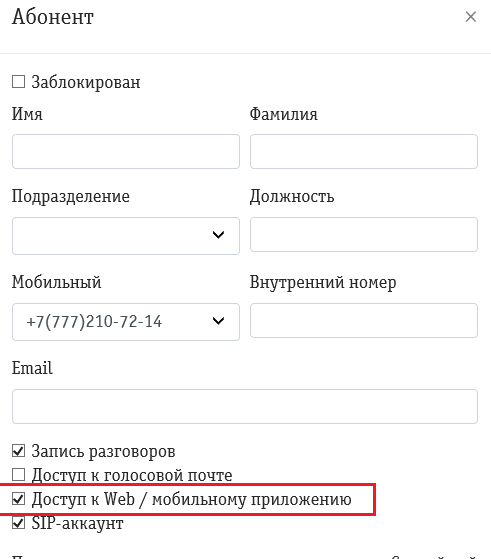 Абонент ×
Заблокирован
Имя Фамилия
Подразделение Должность
Мобильный Внутренний номер
+7(777)210-72-14
Email
Запись разговоров
Доступ к голосовой почте
Доступ к Web / мобильному приложению
SIP-аккаунт